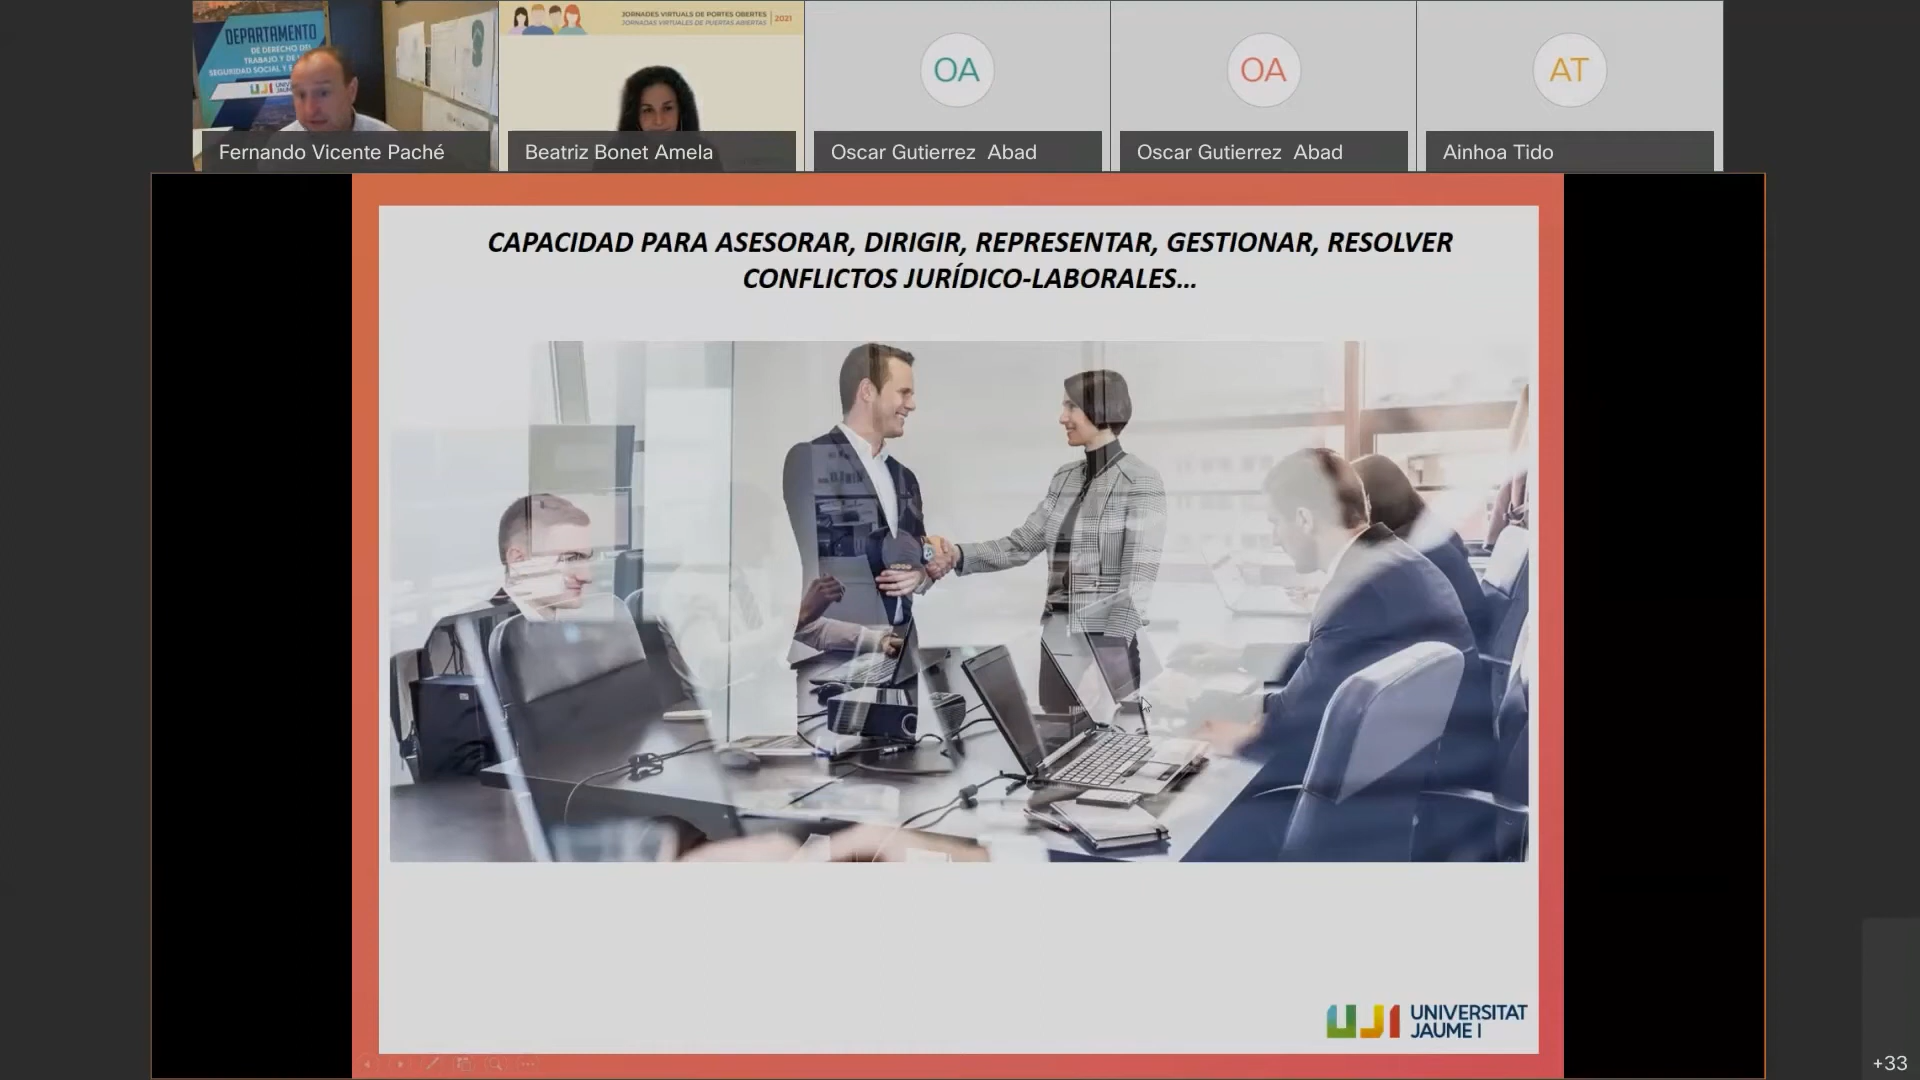 DEPARTAMENTO
DE DERECHO DEL
TRABAJO Y DE
SEGURIDAD SOCIAL Y
JORNADES VIRTUALS DE PORTES OBERTES
JORNADAS VIRTUALES DE PUERTAS ABIERTAS
2021
OA
OA
AT
Fernando Vicente Paché
Beatriz Bonet Amela
Oscar Gutierrez Abad
Oscar Gutierrez Abad
Ainhoa Tido
CAPACIDAD PARA ASESORAR, DIRIGIR, REPRESENTAR, GESTIONAR, RESOLVER
CONFLICTOS JURÍDICO-LABORALES...
UJI UNIVERSITAT
JAUME I
+33